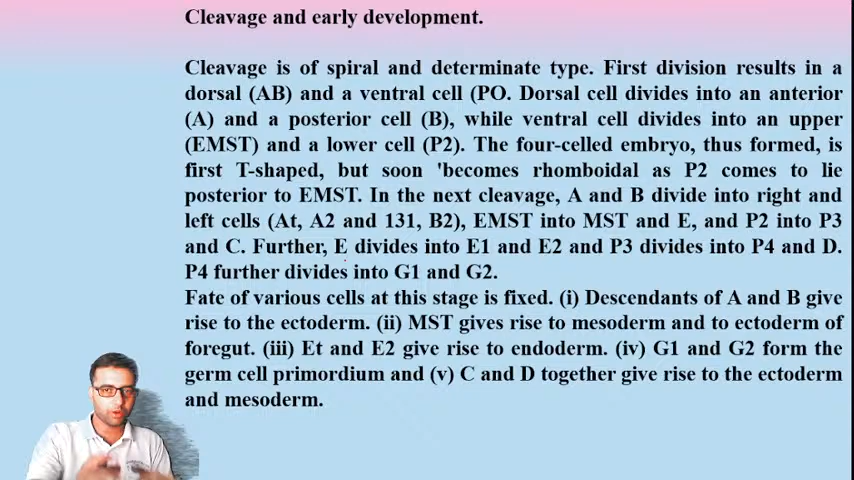 Cleavage and early development.
Cleavage is of spiral and determinate type. First division results in a
dorsal (AB) and a ventral cell (PO. Dorsal cell divides into an anterior
(A) and a posterior cell (B), while ventral cell divides into an upper
(EMST) and a lower cell (P2). The four-celled embryo, thus formed, is
first T-shaped, but soon 'becomes rhomboidal as P2 comes to lie
posterior to EMST. In the next cleavage, A and B divide into right and
left cells (At, A2 and 131, B2), EMST into MST and E, and P2 into P3
and C. Further, E divides into E1 and E2 and P3 divides into P4 and D.
P4 further divides into G1 and G2.
Fate of various cells at this stage is fixed. (i) Descendants of A and B give
rise to the ectoderm. (ii) MST gives rise to mesoderm and to ectoderm of
foregut. (iii) Et and E2 give rise to endoderm. (iv) G1 and G2 form the
germ cell primordium and (v) C and D together give rise to the ectoderm
and mesoderm.